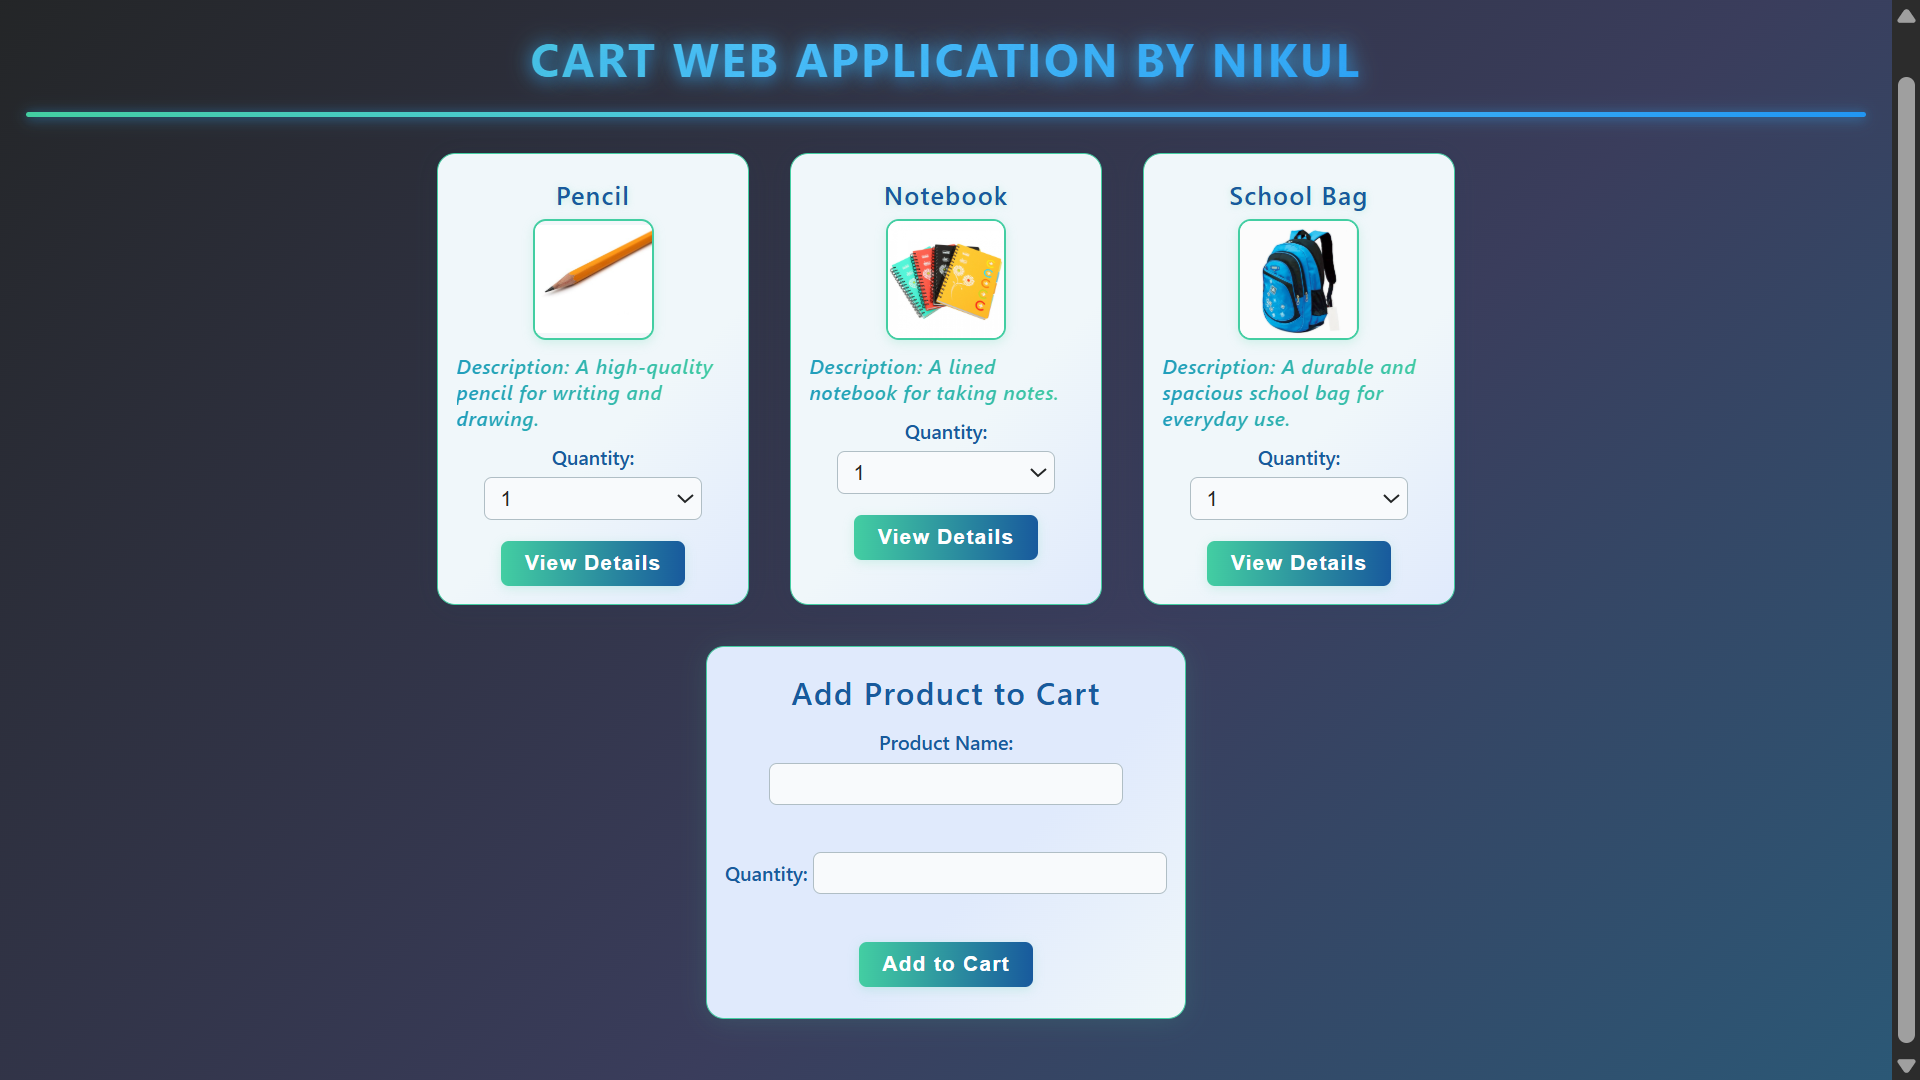 CART WEB APPLICATION BY NIKUL
Pencil
Description: A high-quality
pencil for writing and
drawing.
Quantity:
1
View Details
Notebook
Description: A lined
notebook for taking notes.
Quantity:
1
View Details
School Bag
Description: A durable and
spacious school bag for
everyday use.
Quantity:
1
View Details
Add Product to Cart
Product Name:
Quantity:
Add to Cart